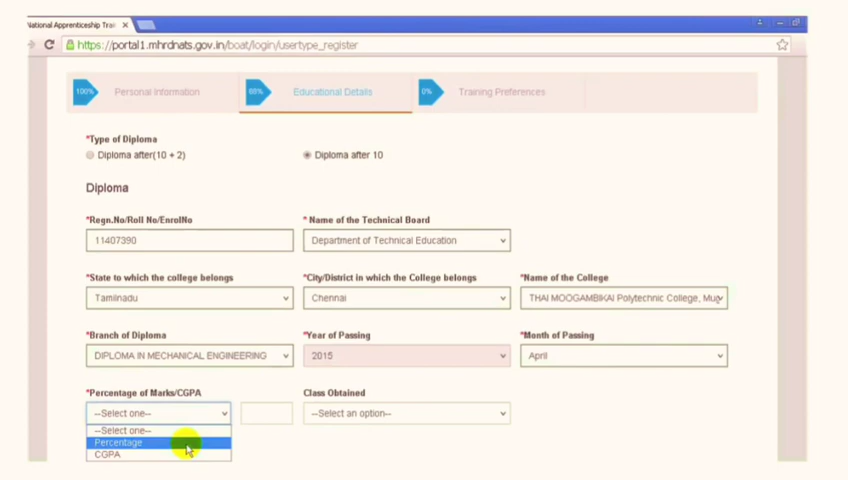 National Apprenticeship Trai
https://portal1.mhrdnats.gov.in/boat/login/usertype_register
100% Personal Information Educational Details 0% Training Preferences
*Type of Diploma
Diploma after(10 + 2) Diploma after 10
Diploma
*Regn.No/Roll No/EnrolNo * Name of the Technical Board
11407390 Department of Technical Education
*State to which the college belongs *City/District in which the College belongs *Name of the College
Tamilnadu Chennai THAI MOOGAMBIKAI Polytechnic College,
*Branch of Diploma *Year of Passing *Month of Passing
DIPLOMA IN MECHANICAL ENGINEERING 2015 April
*Percentage of Marks/CGPA Class Obtained
--Select one-- --Select an option--
--Select one--
Percentage
CGPA